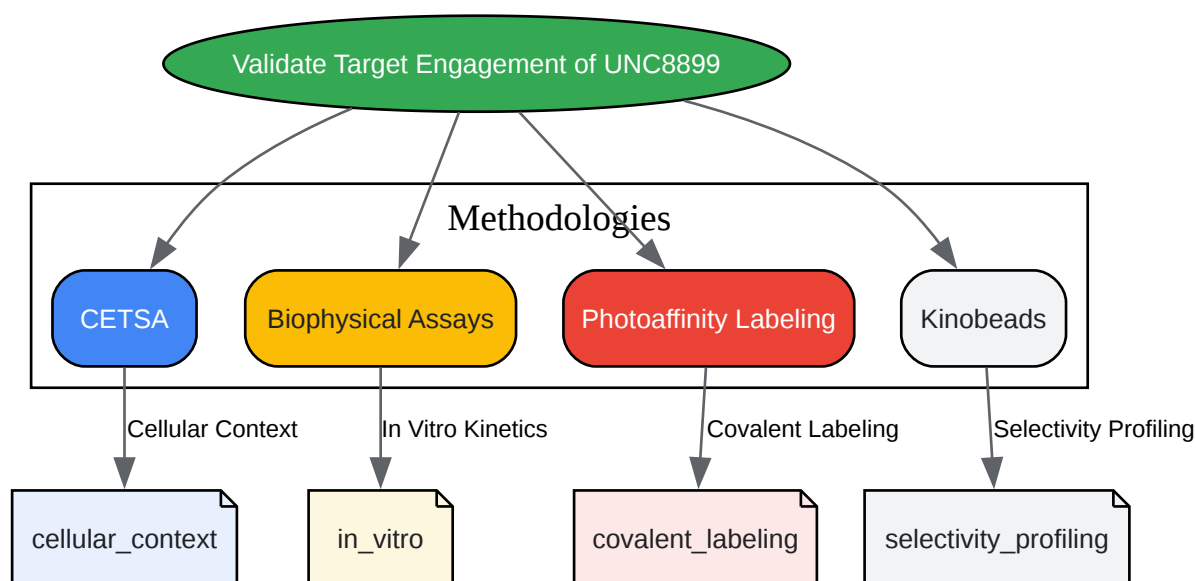 Validate Target Engagement of UNC8899
Methodologies
CETSA
Biophysical Assays
Photoaffinity Labeling
Kinobeads
Cellular Context
In Vitro Kinetics
Covalent Labeling
Selectivity Profiling
cellular_context
in_vitro
covalent_labeling
selectivity_profiling